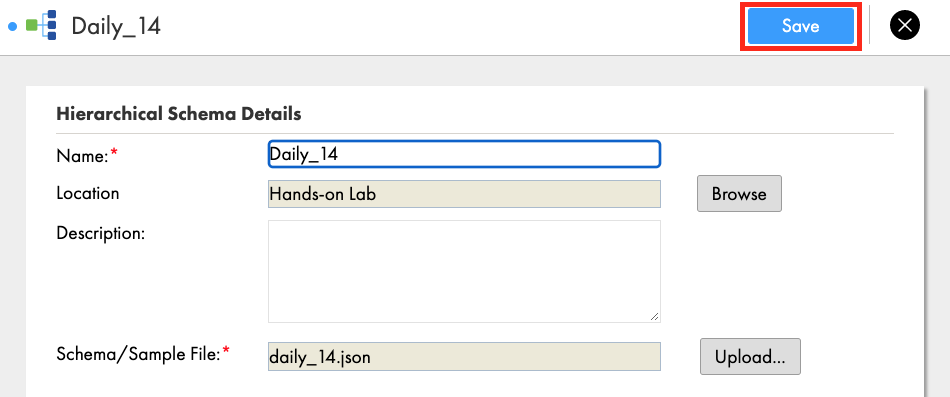 Daily_14
Save
Hierarchical Schema Details
Name:*
Daily_14
Location
Hands-on Lab
Browse
Description:
Schema/Sample File:*
daily_14.json
Upload...